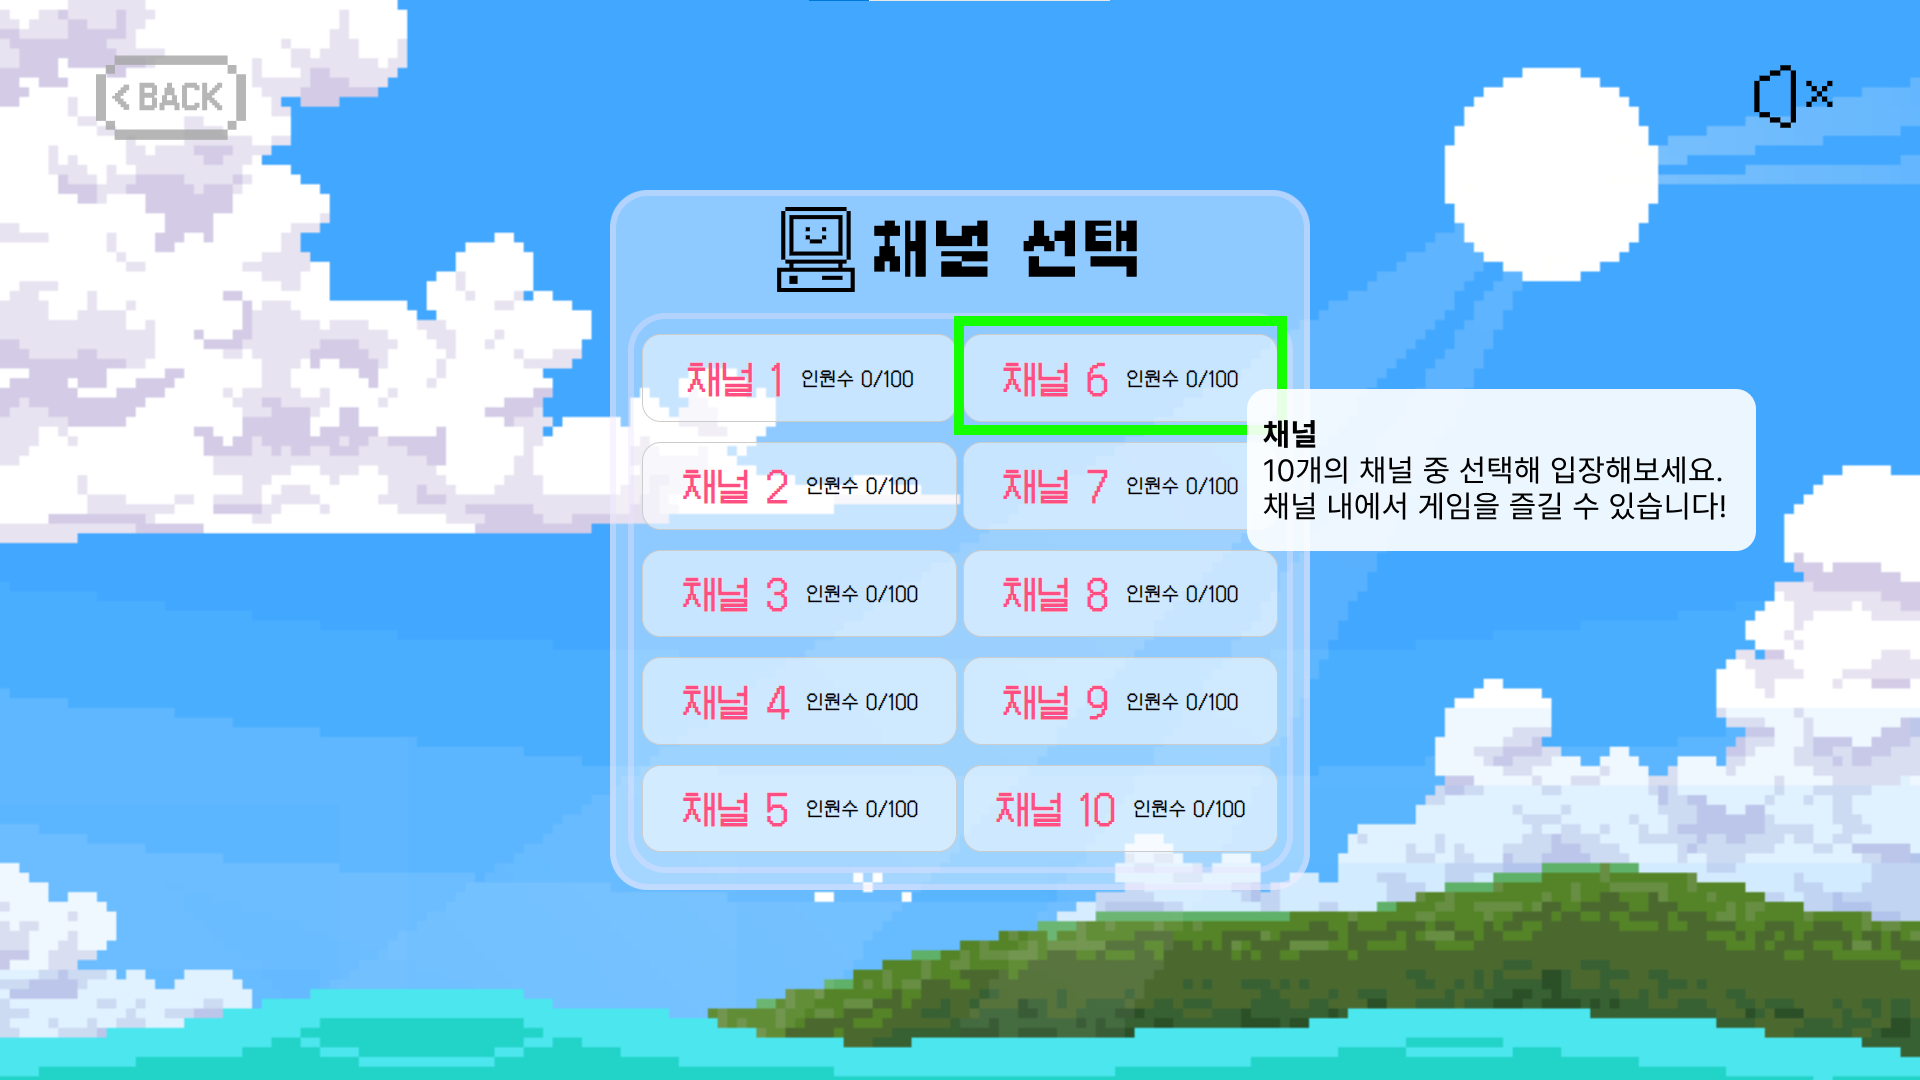 < BACK
채널 선택
채널 1 인원수 0/100
채널 6 인원수 0/100
채널 2 인원수 0/100
채널 7 인원수 0/100
채널 3 인원수 0/100
채널 8 인원수 0/100
채널 4 인원수 0/100
채널 9 인원수 0/100
채널 5 인원수 0/100
채널 10 인원수 0/100
채널
10개의 채널 중 선택해 입장해보세요.
채널 내에서 게임을 즐길 수 있습니다!